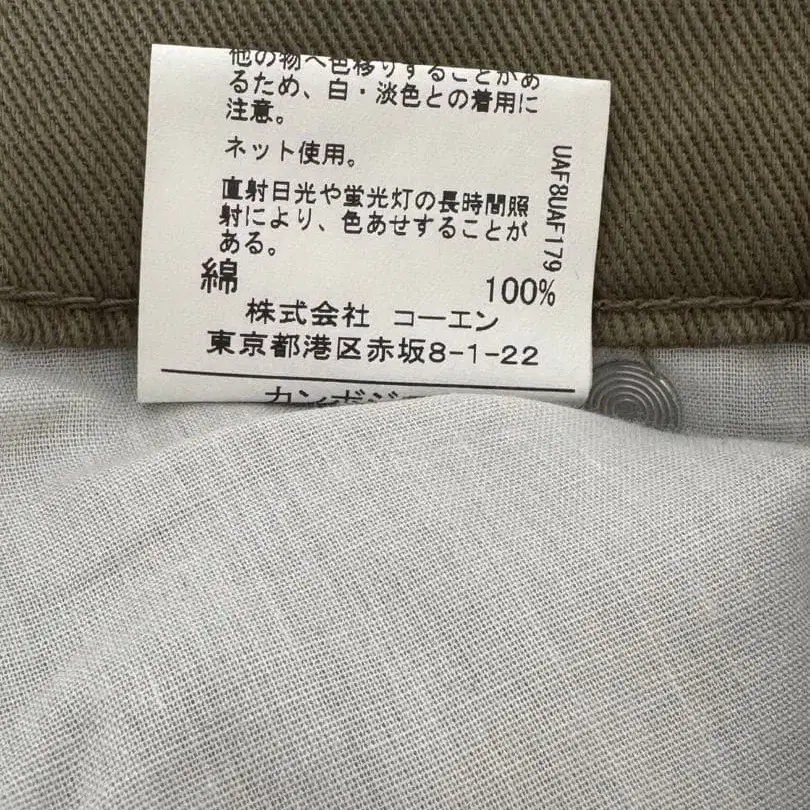 他の物へ色移りすることがあ
るため、白・淡色との着用に
注意。
ネット使用。
直射日光や蛍光灯の長時間照
射により、色あせすることが
ある。
綿 100%
株式会社 コーエン
東京都港区赤坂8-1-22
カンボジ
UAF8UAF179